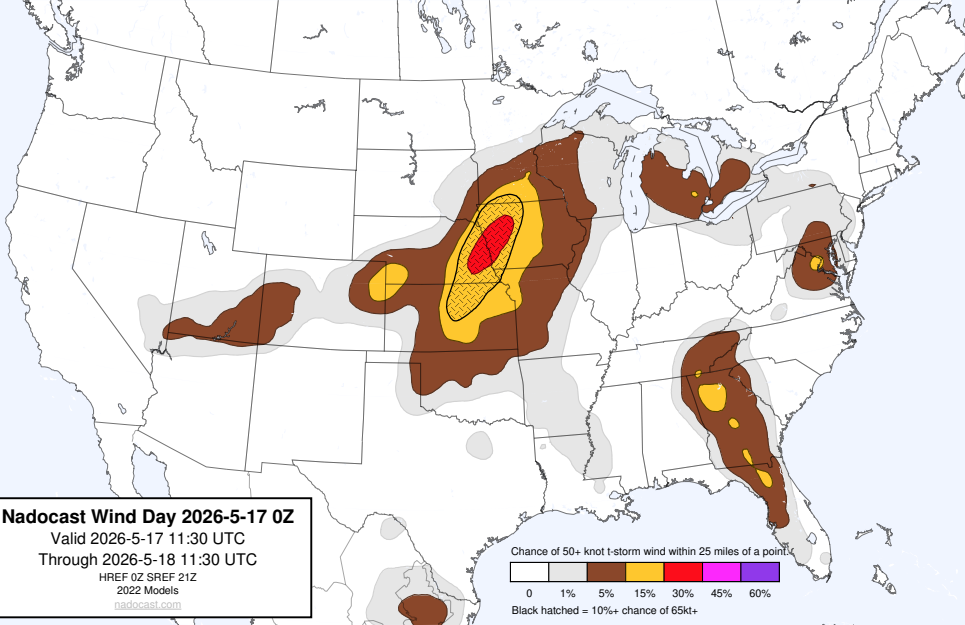 Nadocast Wind Day 2026-5-17 0Z
Valid 2026-5-17 11:30 UTC
Through 2026-5-18 11:30 UTC
HREF 0Z SREF 21Z
2022 Models
nadocast.com
Chance of 50+ knot t-storm wind within 25 miles of a point.
0 1% 5% 15% 30% 45% 60%
Black hatched = 10%+ chance of 65kt+